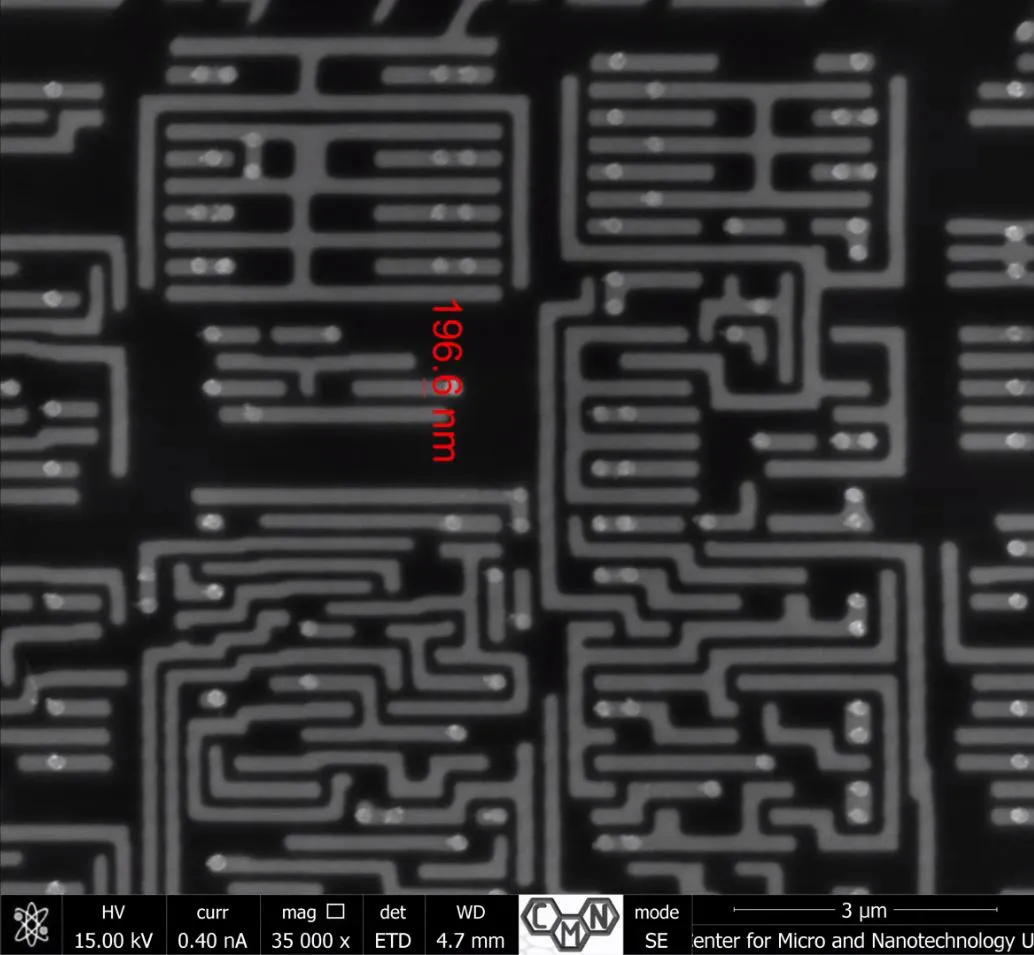 196.6 nm
HV
curr
mag □
det
WD
mode
3 µm
15.00 kV
0.40 nA
35 000 x
ETD
4.7 mm
CMN
SE
enter for Micro and Nanotechnology U